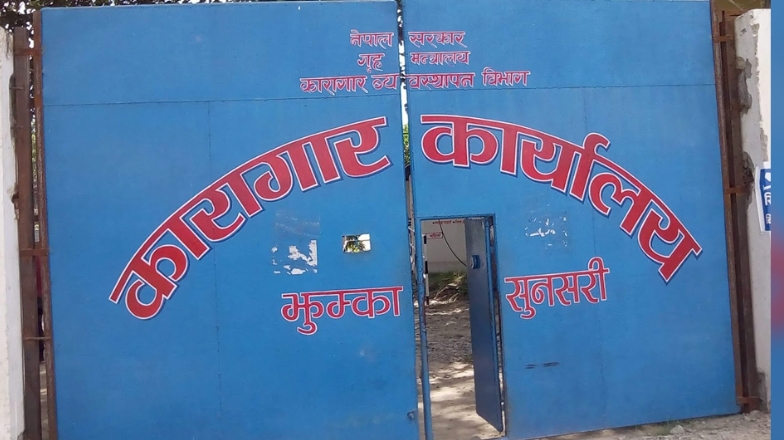 नेपाल सरकार
गृह मन्त्रालय
कारागार ब्यवस्थापन विभाग
कारागार कार्यालय
झुम्का सुनसरी